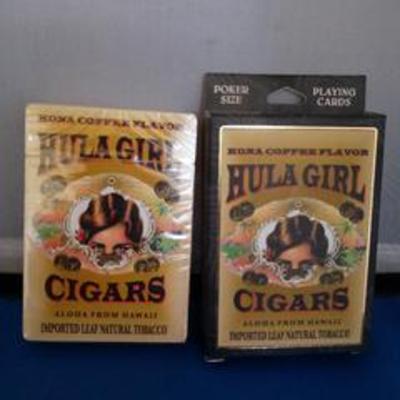 KONA COFFEE FLAVOR
HULA GIRL
CIGARS
ALOHA FROM HAWAII
IMPORTED LEAF NATURAL TOBACCO
POKER SIZE
PLAYING CARDS
KONA COFFEE FLAVOR
HULA GIRL
CIGARS
ALOHA FROM HAWAII
IMPORTED LEAF NATURAL TOBACCO